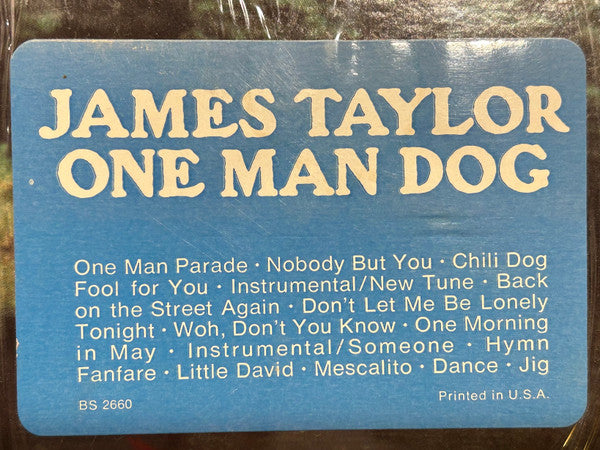 JAMES TAYLOR
ONE MAN DOG
One Man Parade · Nobody But You · Chili Dog
Fool for You · Instrumental/New Tune · Back
on the Street Again · Don't Let Me Be Lonely
Tonight · Woh, Don't You Know · One Morning
in May · Instrumental/Someone · Hymn
Fanfare · Little David · Mescalito · Dance · Jig
BS 2660 Printed in U.S.A.